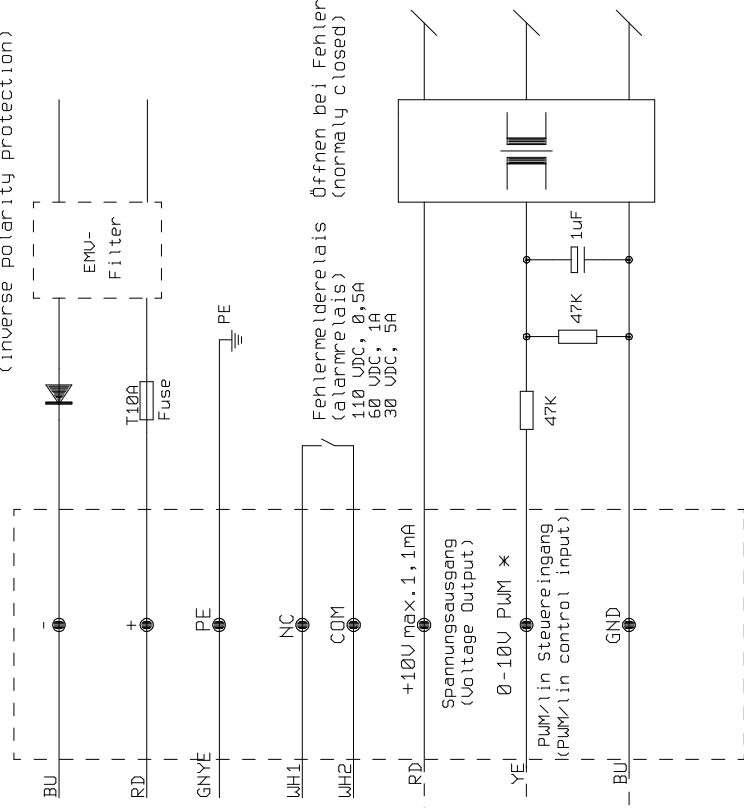 (inverse polarity protection)
EMV-
Filter
T10A
Fuse
PE
Öffnen bei Fehler
(normaly closed)
Fehlermelderelais
(alarmrelais)
110 VDC, 0,5A
60 VDC, 1A
30 VDC, 5A
1uF
47K
47K
-
+
PE
NC
COM
+10V max.1,1mA
Spannungsausgang
(Voltage Output)
0-10V PWM *
PWM/lin Steuereingang
(PWM/lin control input)
GND
BU
RD
GNYE
WH1
WH2
RD
YE
BU